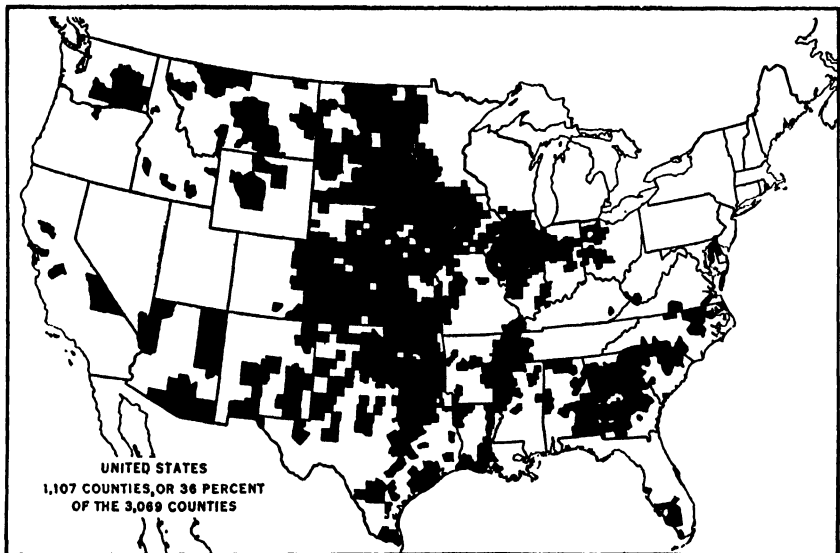 UNITED STATES
1,107 COUNTIES, OR 36 PERCENT
OF THE 3,069 COUNTIES